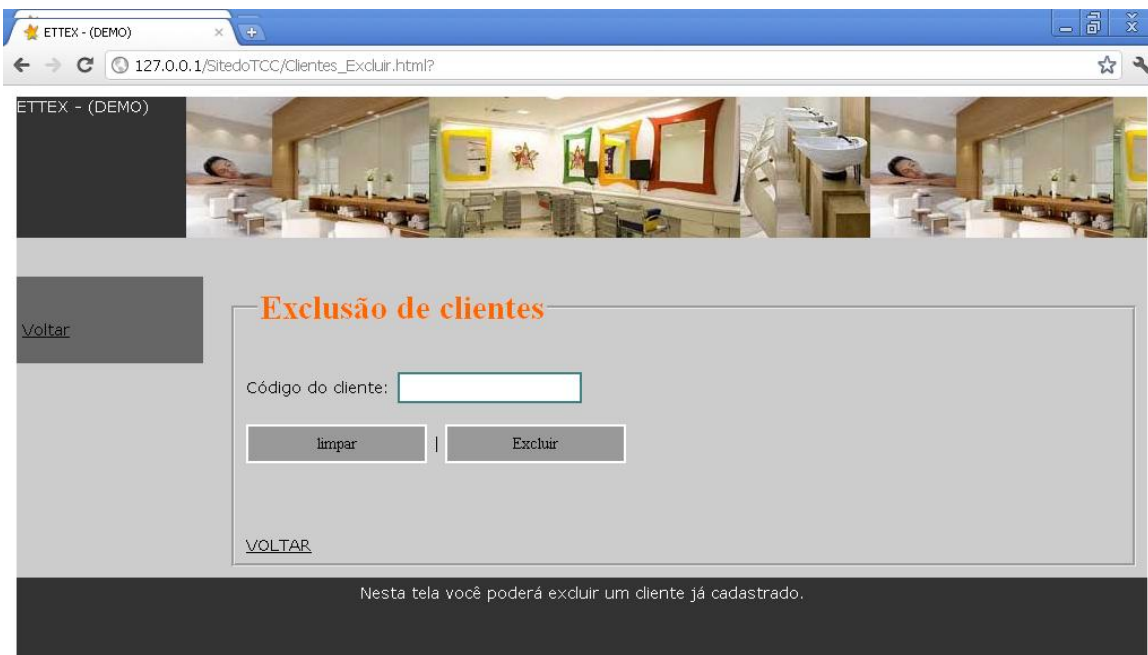 ETTEX - (DEMO)
127.0.0.1/SitedoTCC/Clientes_Excluir.html?
ETTEX - (DEMO)
Voltar
Exclusão de clientes
Código do cliente:
limpar | Excluir
VOLTAR
Nesta tela você poderá excluir um cliente já cadastrado.